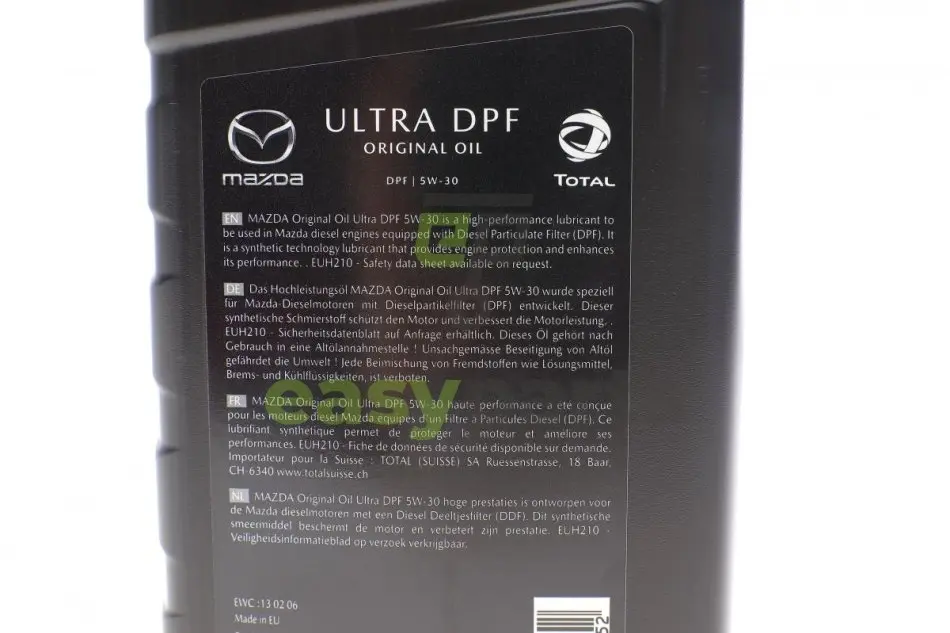 ULTRA DPF
ORIGINAL OIL
mazda
DPF | 5W-30
TOTAL
EN MAZDA Original Oil Ultra DPF 5W-30 is a high-performance lubricant to
be used in Mazda diesel engines equipped with Diesel Particulate Filter (DPF). It
is a synthetic technology lubricant that provides engine protection and enhances
its performance. . EUH210 - Safety data sheet available on request.
DE Das Hochleistungsöl MAZDA Original Oil Ultra DPF 5W-30 wurde speziell
für Mazda-Dieselmotoren mit Dieselpartikelfilter (DPF) entwickelt. Dieser
synthetische Schmierstoff schützt den Motor und verbessert die Motorleistung. .
EUH210 - Sicherheitsdatenblatt auf Anfrage erhältlich. Dieses Öl gehört nach
Gebrauch in eine Altölannahmestelle ! Unsachgemässe Beseitigung von Altöl
gefährdet die Umwelt ! Jede Beimischung von Fremdstoffen wie Lösungsmittel,
Brems- und Kühlflüssigkeiten, ist verboten.
easy
FR MAZDA Original Oil Ultra DPF 5W-30 haute performance a été conçue
pour les moteurs diesel Mazda équipes d'un Filtre a Particules Diesel (DPF). Ce
lubrifiant synthétique permet de protéger le moteur et améliore ses
performances. EUH210 - Fiche de données de sécurité disponible sur demande.
Importateur pour la Suisse : TOTAL (SUISSE) SA Ruessenstrasse, 18 Baar,
CH-6340 www.totalsuisse.ch
NL MAZDA Original Oil Ultra DPF 5W-30 hoge prestaties is ontworpen voor
de Mazda dieselmotoren met een Diesel Deeltjesfilter (DDF). Dit synthetische
smeermiddel beschermt de motor en verbetert zijn prestatie. EUH210 -
Veiligheidsinformatieblad op verzoek verkrijgbaar.
EWC :13 02 06
Made in EU
52